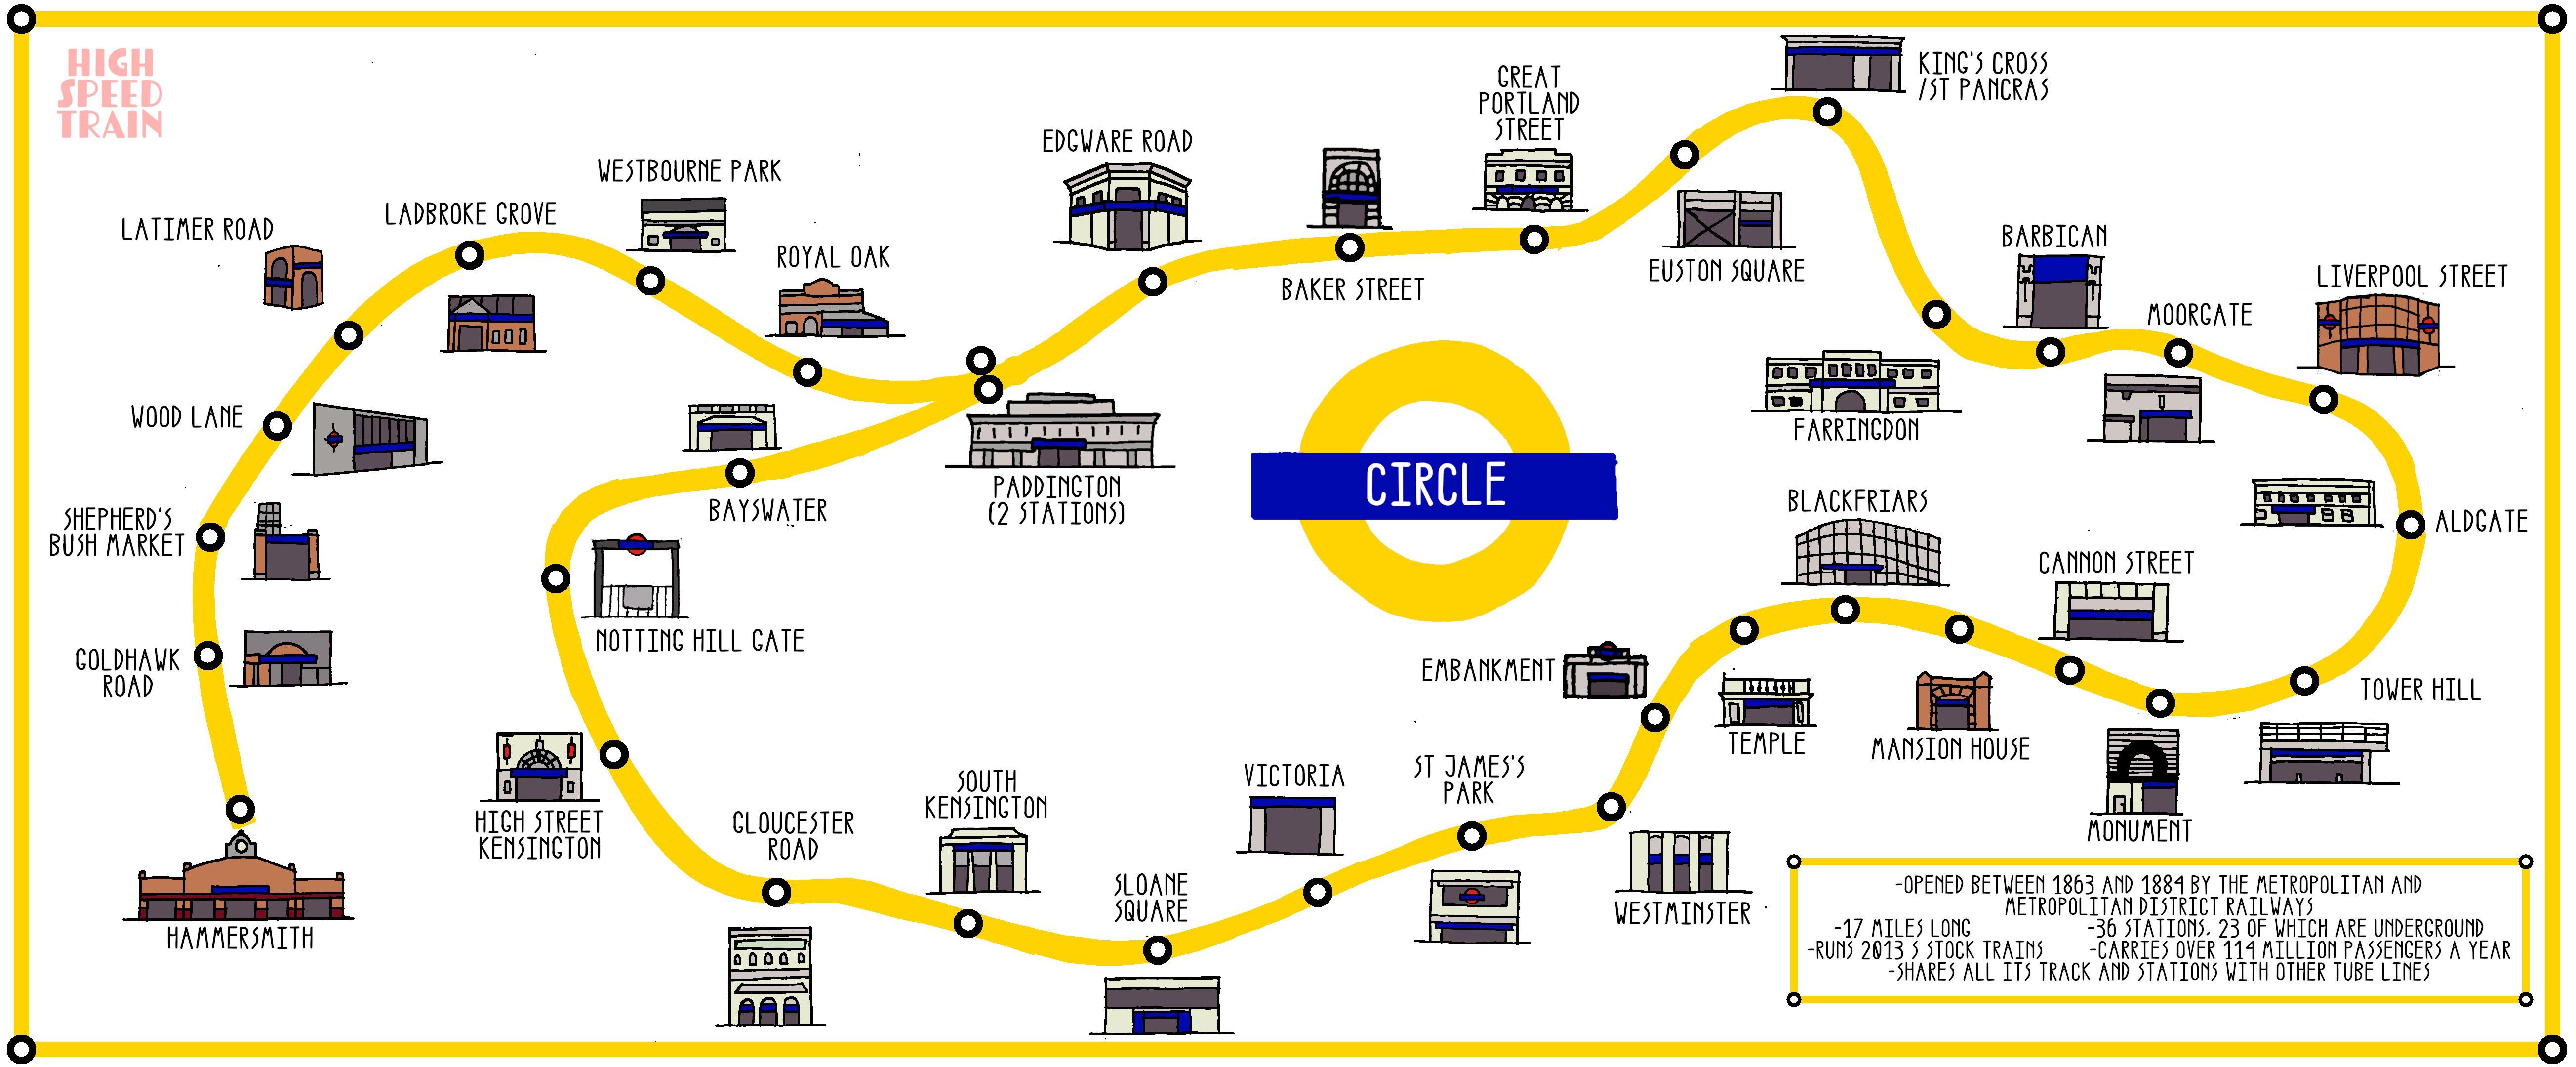 HIGH
SPEED
TRAIN
LATIMER ROAD
LADBROKE GROVE
WESTBOURNE PARK
ROYAL OAK
EDGWARE ROAD
BAKER STREET
GREAT
PORTLAND
STREET
EUSTON SQUARE
KING'S CROSS
/ST PANCRAS
BARBICAN
MOORGATE
LIVERPOOL STREET
WOOD LANE
SHEPHERD'S
BUSH MARKET
GOLDHAWK
ROAD
HAMMERSMITH
BAYSWATER
PADDINGTON
(2 STATIONS)
NOTTING HILL GATE
CIRCLE
FARRINGDON
BLACKFRIARS
CANNON STREET
ALDGATE
TOWER HILL
EMBANKMENT
TEMPLE
MANSION HOUSE
MONUMENT
HIGH STREET
KENSINGTON
GLOUCESTER
ROAD
SOUTH
KENSINGTON
SLOANE
SQUARE
VICTORIA
ST JAMES'S
PARK
WESTMINSTER
-OPENED BETWEEN 1863 AND 1884 BY THE METROPOLITAN AND
METROPOLITAN DISTRICT RAILWAYS
-17 MILES LONG -36 STATIONS, 23 OF WHICH ARE UNDERGROUND
-RUNS 2013 S STOCK TRAINS -CARRIES OVER 114 MILLION PASSENGERS A YEAR
-SHARES ALL ITS TRACK AND STATIONS WITH OTHER TUBE LINES